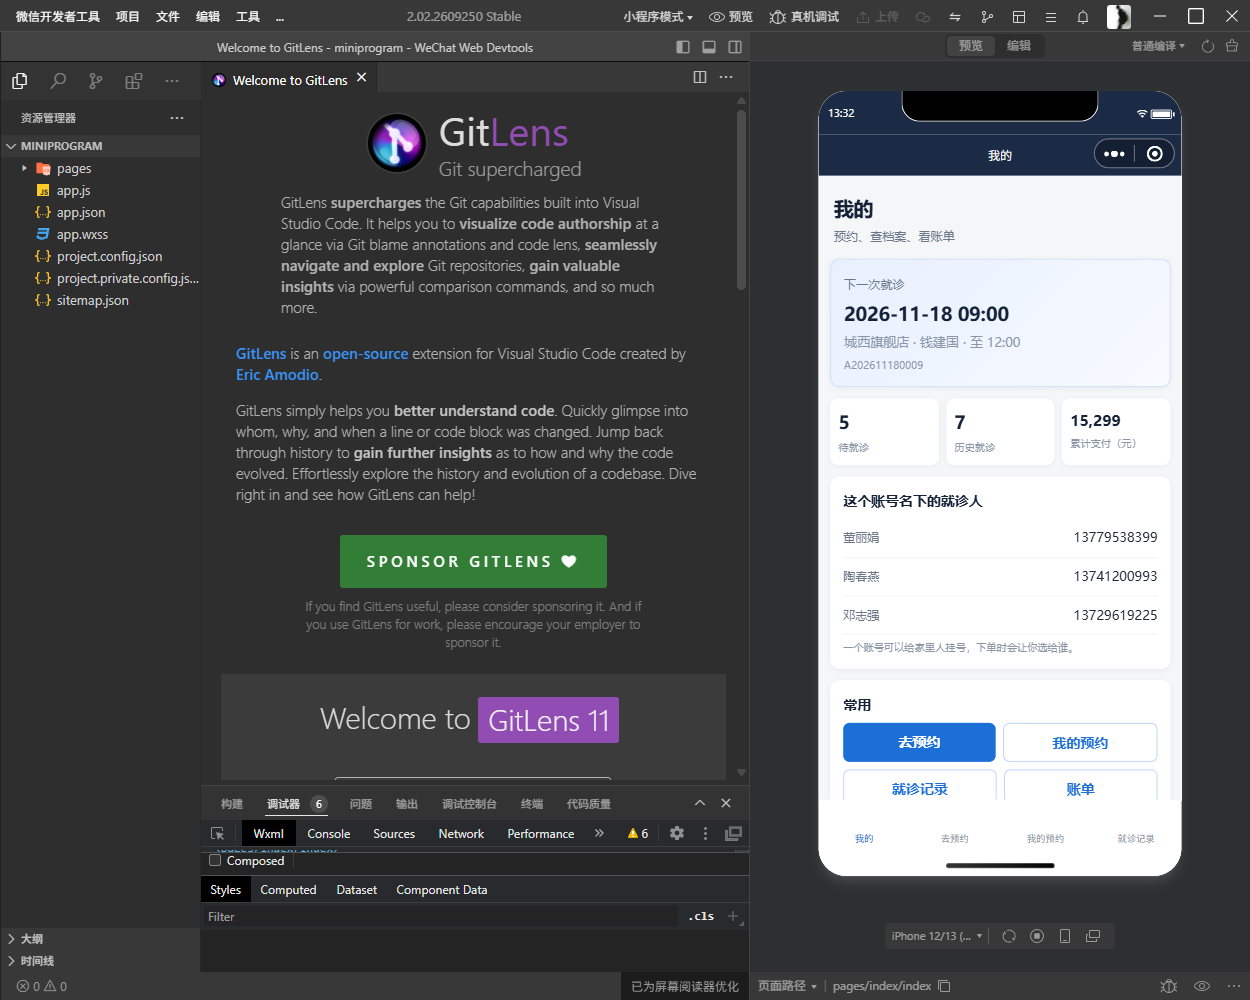 微信开发者工具 项目 文件 编辑 工具 ... 2.02.2609250 Stable 小程序模式 预览 真机调试 上传
Welcome to GitLens - miniprogram - WeChat Web Devtools
预览 编辑 普通编译
资源管理器
MINIPROGRAM
pages
app.js
app.json
app.wxss
project.config.json
project.private.config.js...
sitemap.json
大纲
时间线
0 0
Welcome to GitLens
GitLens
Git supercharged
GitLens supercharges the Git capabilities built into Visual
Studio Code. It helps you to visualize code authorship at a
glance via Git blame annotations and code lens, seamlessly
navigate and explore Git repositories, gain valuable
insights via powerful comparison commands, and so much
more.
GitLens is an open-source extension for Visual Studio Code created by
Eric Amodio.
GitLens simply helps you better understand code. Quickly glimpse into
whom, why, and when a line or code block was changed. Jump back
through history to gain further insights as to how and why the code
evolved. Effortlessly explore the history and evolution of a codebase. Dive
right in and see how GitLens can help!
SPONSOR GITLENS
If you find GitLens useful, please consider sponsoring it. And if
you use GitLens for work, please encourage your employer to
sponsor it.
Welcome to GitLens 11
构建 调试器 6 问题 输出 调试控制台 终端 代码质量
Wxml Console Sources Network Performance 6
Composed
Styles Computed Dataset Component Data
Filter .cls
已为屏幕阅读器优化
13:32
我的
我的
预约、查档案、看账单
下一次就诊
2026-11-18 09:00
城西旗舰店 · 钱建国 · 至 12:00
A202611180009
5 7 15,299
待就诊 历史就诊 累计支付（元）
这个账号名下的就诊人
董丽娟 13779538399
陶春燕 13741200993
邓志强 13729619225
一个账号可以给家里人挂号，下单时会让你选给谁。
常用
去预约 我的预约
就诊记录 账单
我的 去预约 我的预约 就诊记录
iPhone 12/13 (...
页面路径 pages/index/index